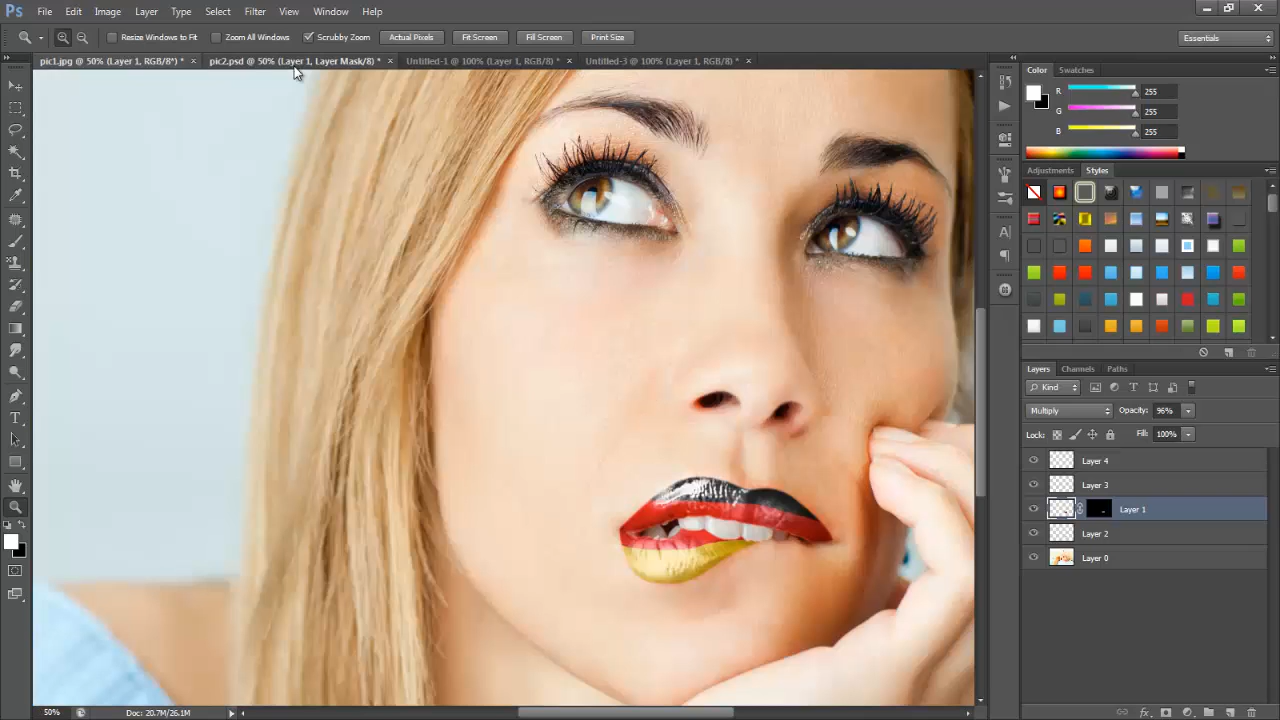 Ps File Edit Image Layer Type Select Filter View Window Help
Resize Windows to Fit Zoom All Windows Scrubby Zoom Actual Pixels Fit Screen Fill Screen Print Size Essentials
pic1.jpg @ 50% (Layer 1, RGB/8*) * × pic2.psd @ 50% (Layer 1, Layer Mask/8) * × Untitled-1 @ 100% (Layer 1, RGB/8) * × Untitled-3 @ 100% (Layer 1, RGB/8) * ×
Color Swatches
R 255
G 255
B 255
Adjustments Styles
Layers Channels Paths
Kind
Multiply Opacity: 96%
Lock: Fill: 100%
Layer 4
Layer 3
Layer 1
Layer 2
Layer 0
50% Doc: 20.7M/26.1M